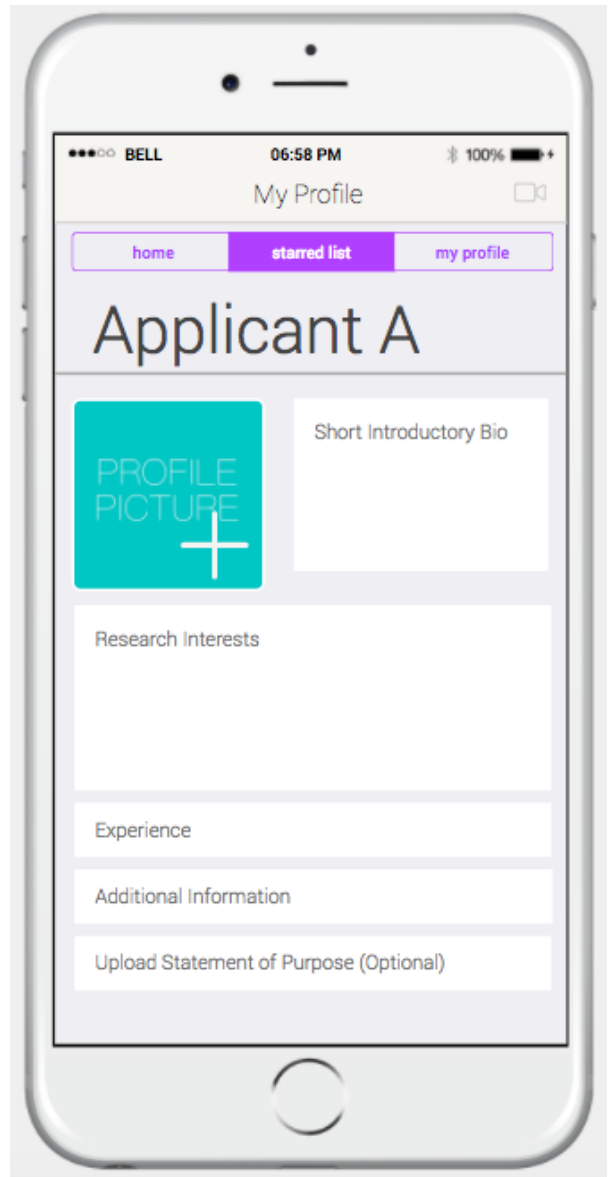 BELL 06:58 PM 100%
My Profile
home starred list my profile
Applicant A
PROFILE
PICTURE
Short Introductory Bio
Research Interests
Experience
Additional Information
Upload Statement of Purpose (Optional)